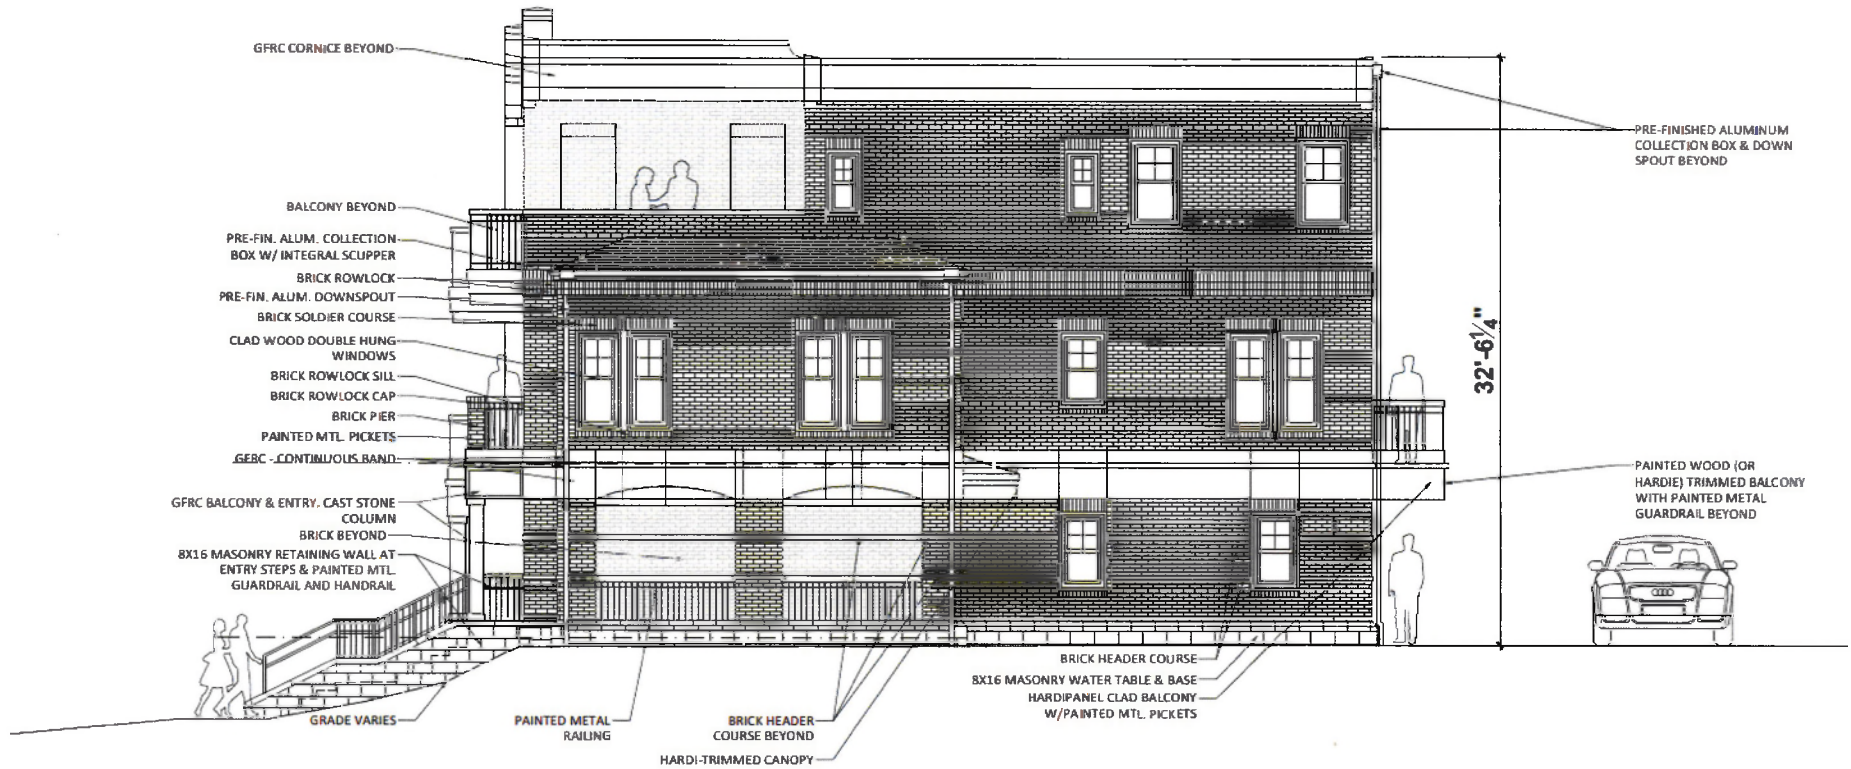 GFRC CORNICE BEYOND
BALCONY BEYOND
PRE-FIN. ALUM. COLLECTION
BOX W/ INTEGRAL SCUPPER
BRICK ROWLOCK
PRE-FIN. ALUM. DOWNSPOUT
BRICK SOLDIER COURSE
CLAD WOOD DOUBLE HUNG
WINDOWS
BRICK ROWLOCK SILL
BRICK ROWLOCK CAP
BRICK PIER
PAINTED MTL. PICKETS
GFRC - CONTINUOUS BAND
GFRC BALCONY & ENTRY, CAST STONE
COLUMN
BRICK BEYOND
8X16 MASONRY RETAINING WALL AT
ENTRY STEPS & PAINTED MTL.
GUARDRAIL AND HANDRAIL
GRADE VARIES
PAINTED METAL
RAILING
BRICK HEADER
COURSE BEYOND
HARDI-TRIMMED CANOPY
BRICK HEADER COURSE
8X16 MASONRY WATER TABLE & BASE
HARDIPANEL CLAD BALCONY
W/PAINTED MTL. PICKETS
32'-6¼"
PRE-FINISHED ALUMINUM
COLLECTION BOX & DOWN
SPOUT BEYOND
PAINTED WOOD (OR
HARDIE) TRIMMED BALCONY
WITH PAINTED METAL
GUARDRAIL BEYOND